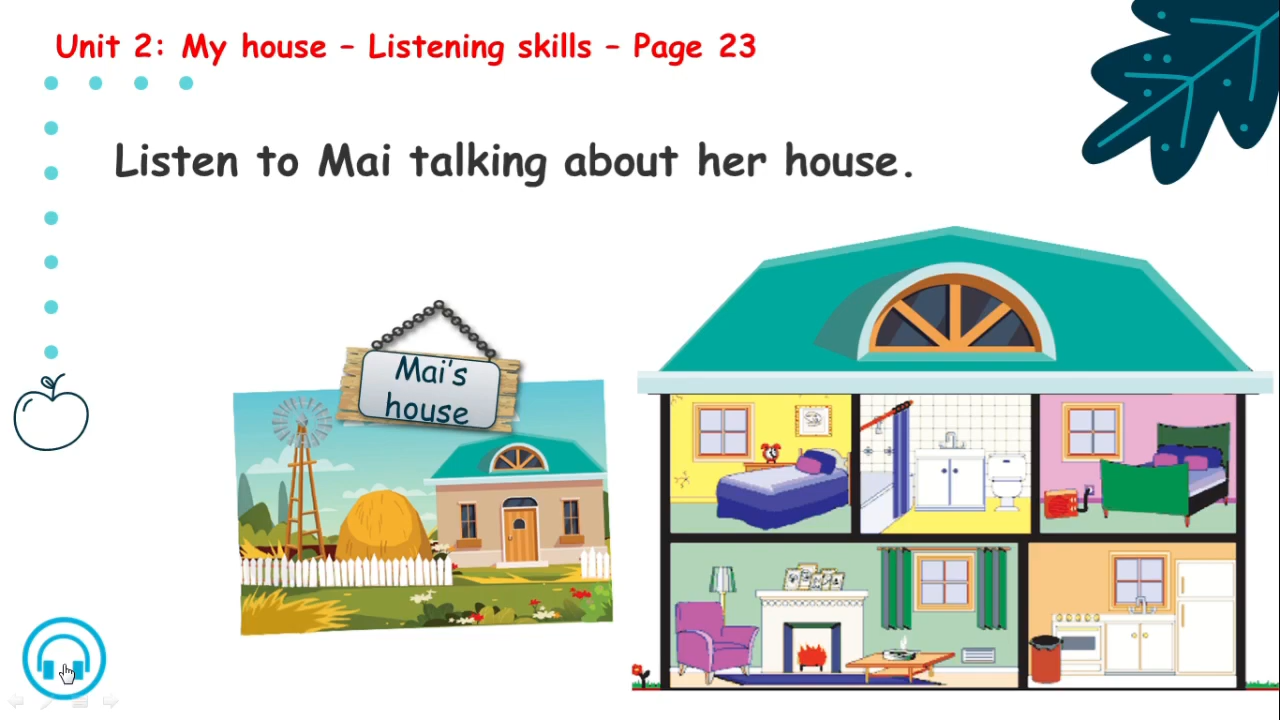 Unit 2: My house – Listening skills – Page 23
Listen to Mai talking about her house.
Mai's
house